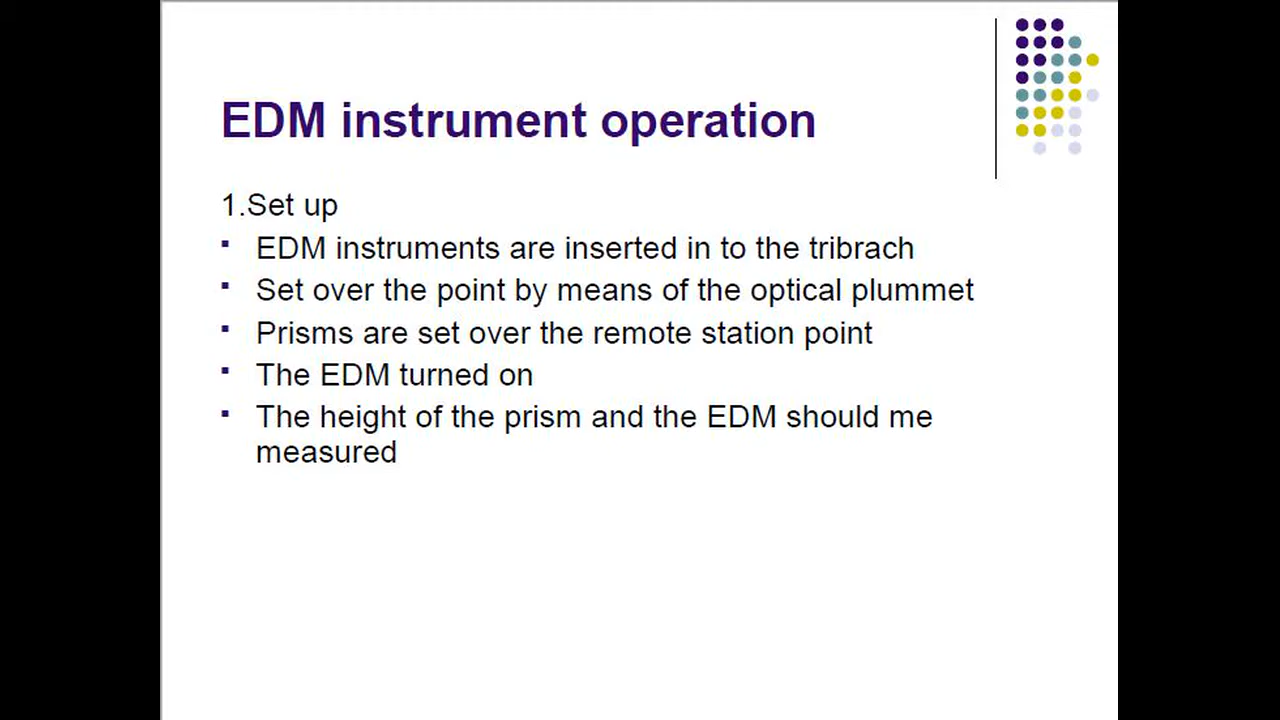 EDM instrument operation
1.Set up
▪ EDM instruments are inserted in to the tribrach
▪ Set over the point by means of the optical plummet
▪ Prisms are set over the remote station point
▪ The EDM turned on
▪ The height of the prism and the EDM should me
measured